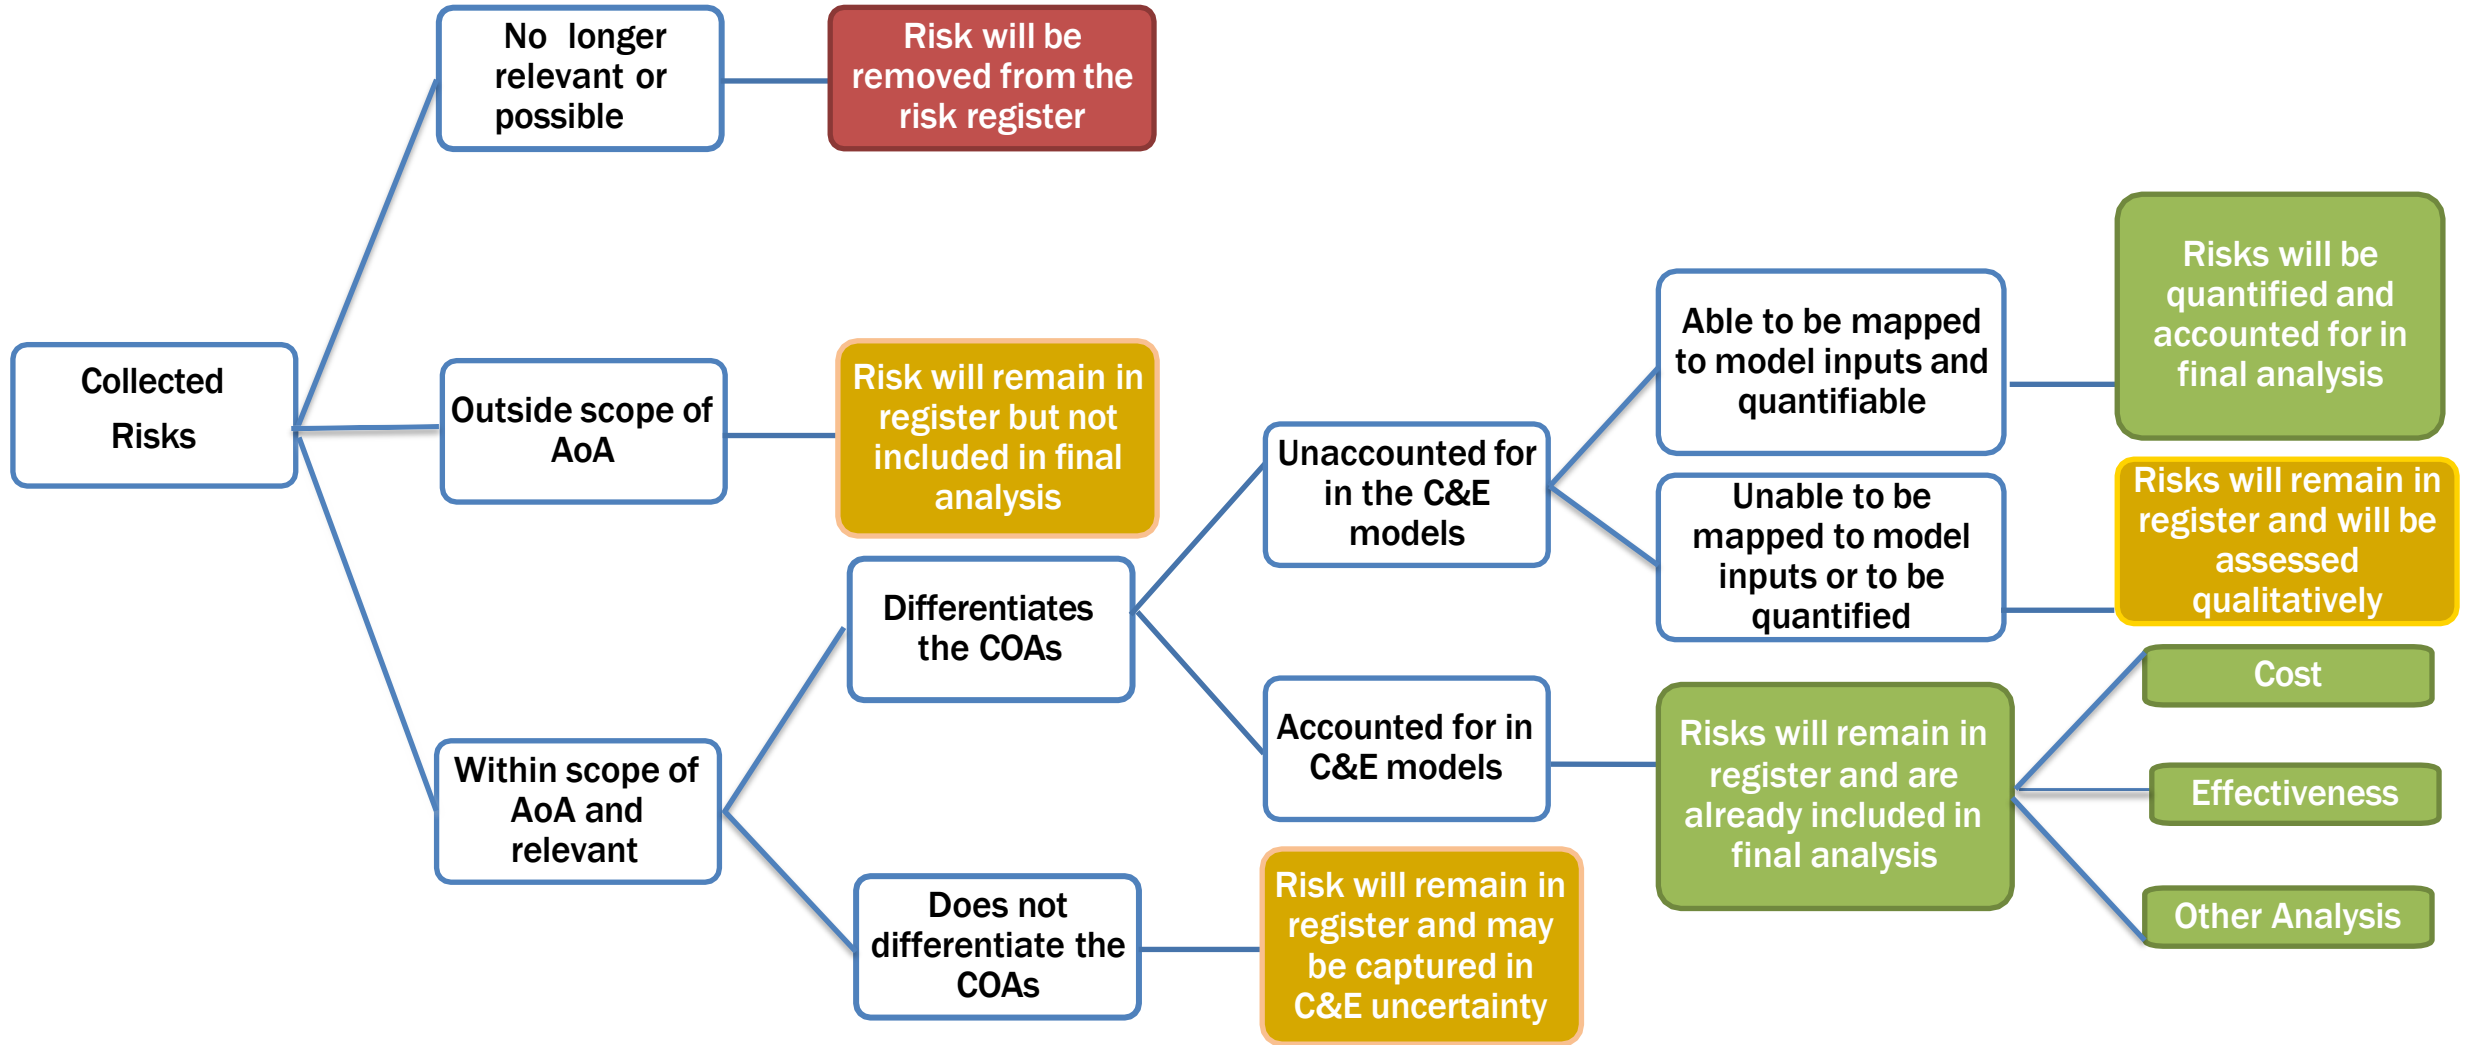 No longer
relevant or
possible
Risk will be
removed from the
risk register
Collected
Risks
Outside scope of
AoA
Risk will remain in
register but not
included in final
analysis
Within scope of
AoA and
relevant
Differentiates
the COAs
Does not
differentiate the
COAs
Risk will remain in
register and may
be captured in
C&E uncertainty
Unaccounted for
in the C&E
models
Accounted for in
C&E models
Able to be mapped
to model inputs and
quantifiable
Risks will be
quantified and
accounted for in
final analysis
Unable to be
mapped to model
inputs or to be
quantified
Risks will remain in
register and will be
assessed
qualitatively
Risks will remain in
register and are
already included in
final analysis
Cost
Effectiveness
Other Analysis